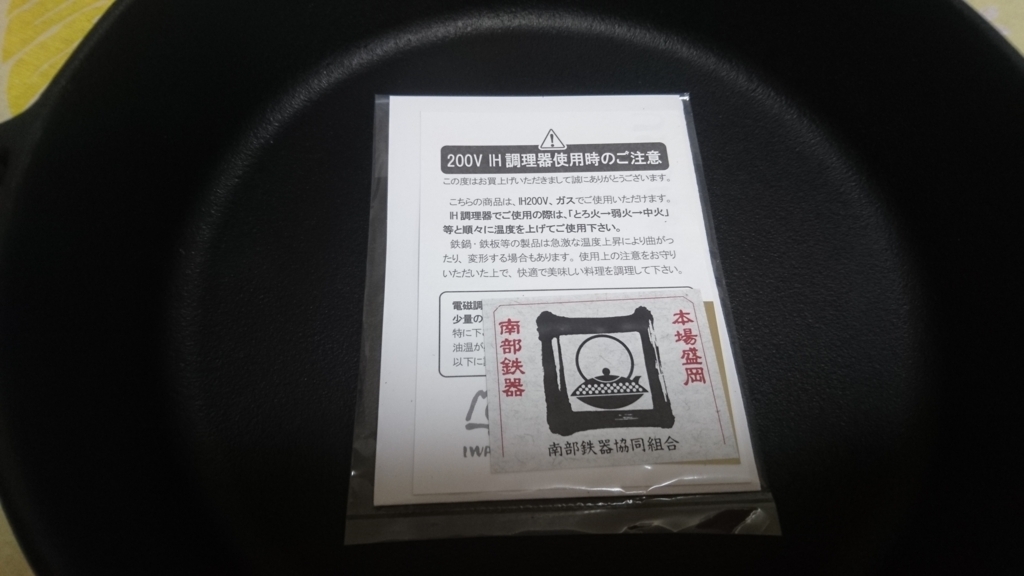 200V IH 調理器使用時のご注意
この度はお買上げいただきまして誠にありがとうございます。
こちらの商品は、IH200V、ガスでご使用いただけます。
IH 調理器でご使用の際は、「とろ火→弱火→中火」
等と順々に温度を上げてご使用下さい。
鉄鍋・鉄板等の製品は急激な温度上昇により曲がっ
たり、変形する場合もあります。使用上の注意をお守り
いただいた上で、快適で美味しい料理を調理して下さい。
電磁調
少量の
特に下
油温が
以下に
本場盛岡
南部鉄器
南部鉄器協同組合
IWA